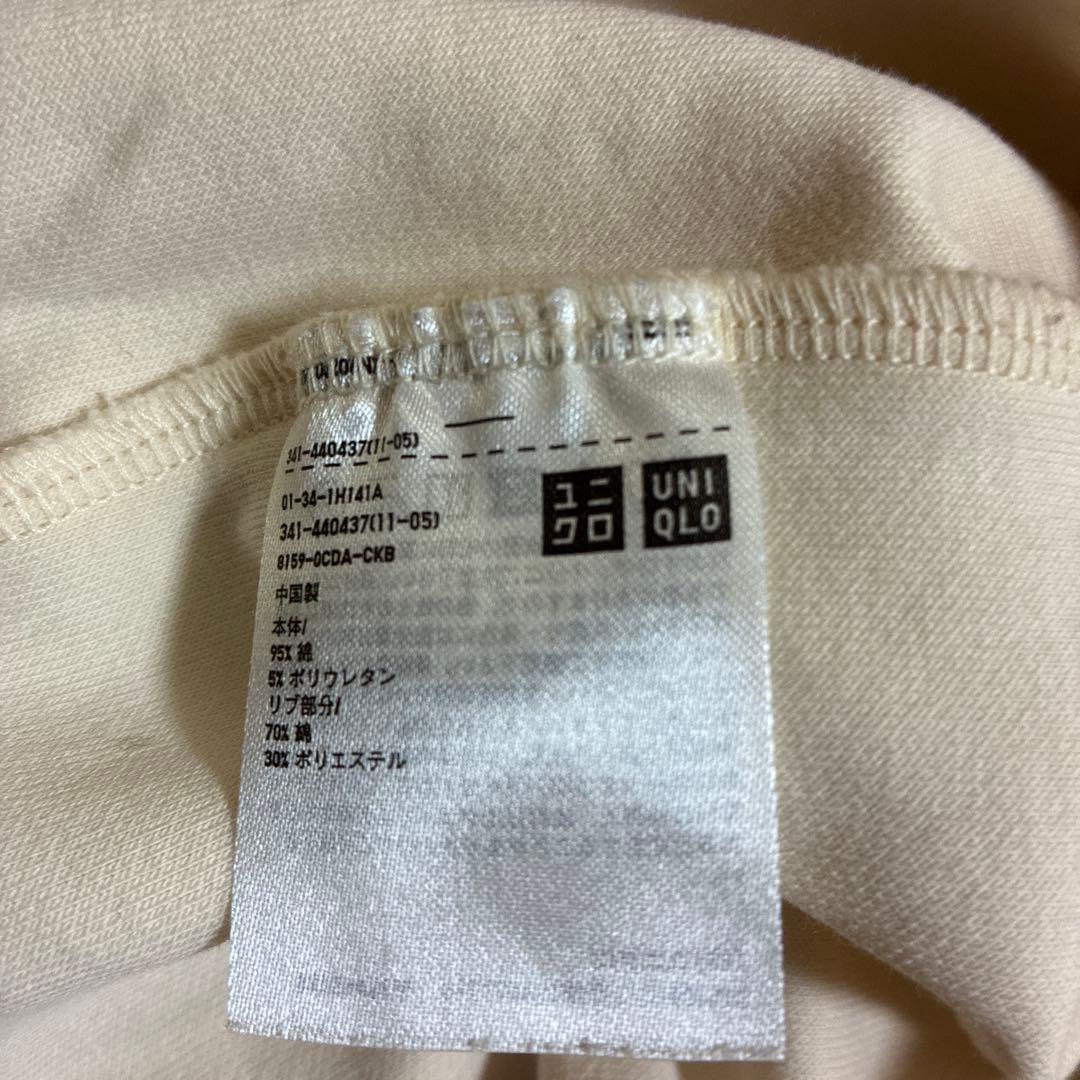 341-440437(11-05)
01-34-1H141A
341-440437(11-05)
8159-0CDA-CKB
ユニ
クロ
UNI
QLO
中国製
本体/
95% 綿
5% ポリウレタン
リブ部分/
70% 綿
30% ポリエステル